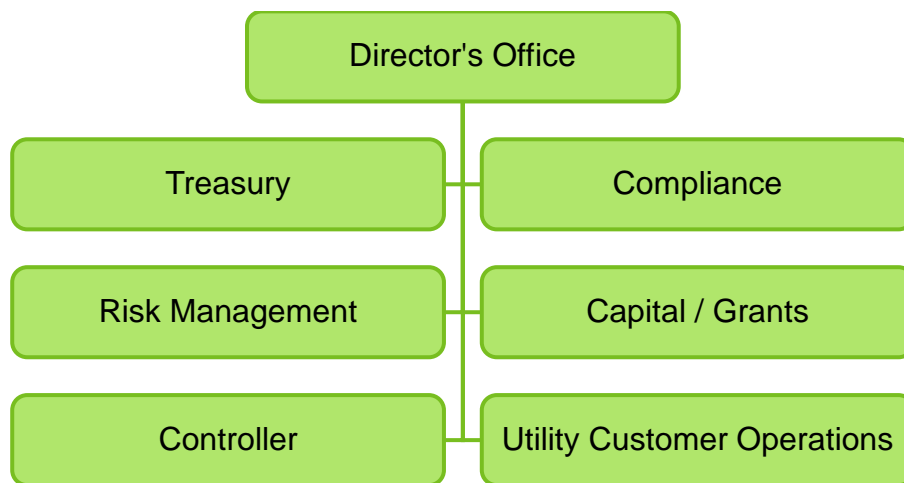 Director's Office
Treasury
Compliance
Risk Management
Capital / Grants
Controller
Utility Customer Operations